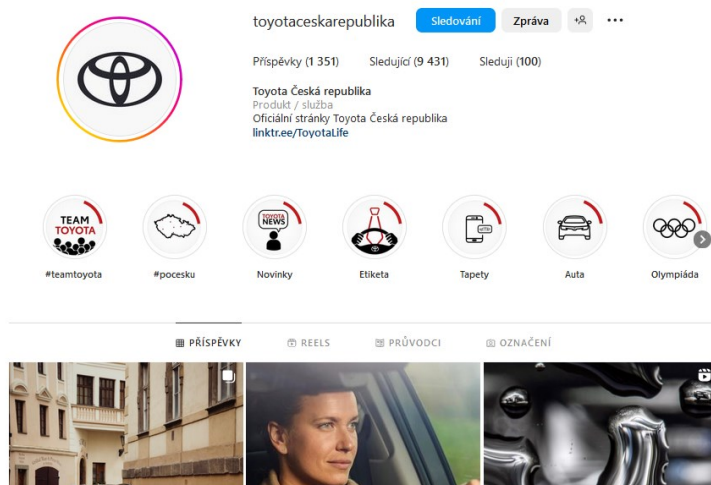 toyotaceskarepublika Sledování Zpráva
Příspěvky (1 351) Sledující (9 431) Sleduji (100)
Toyota Česká republika
Produkt / služba
Oficiální stránky Toyota Česká republika
linktr.ee/ToyotaLife
TEAM
TOYOTA
TOYOTA
NEWS
#teamtoyota #pocesku Novinky Etiketa Tapety Auta Olympiáda
PŘÍSPĚVKY REELS PRŮVODCI OZNAČENÍ